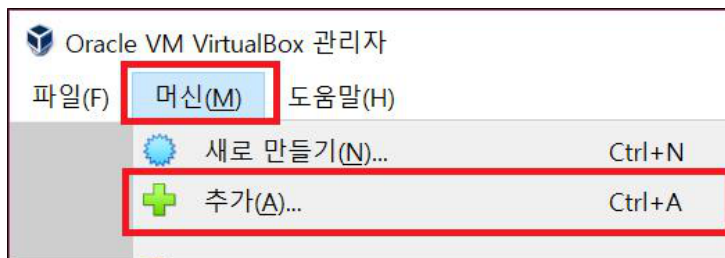 Oracle VM VirtualBox 관리자
파일(F) 머신(M) 도움말(H)
새로 만들기(N)... Ctrl+N
추가(A)... Ctrl+A